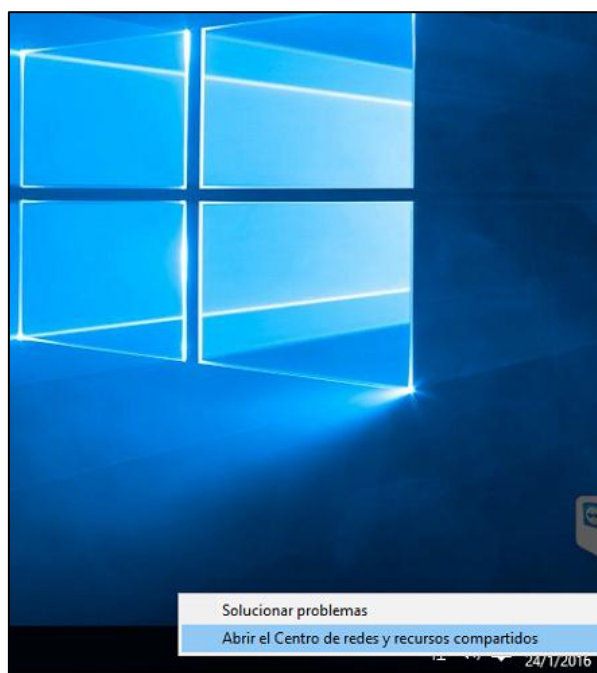 Solucionar problemas
Abrir el Centro de redes y recursos compartidos
24/1/2016